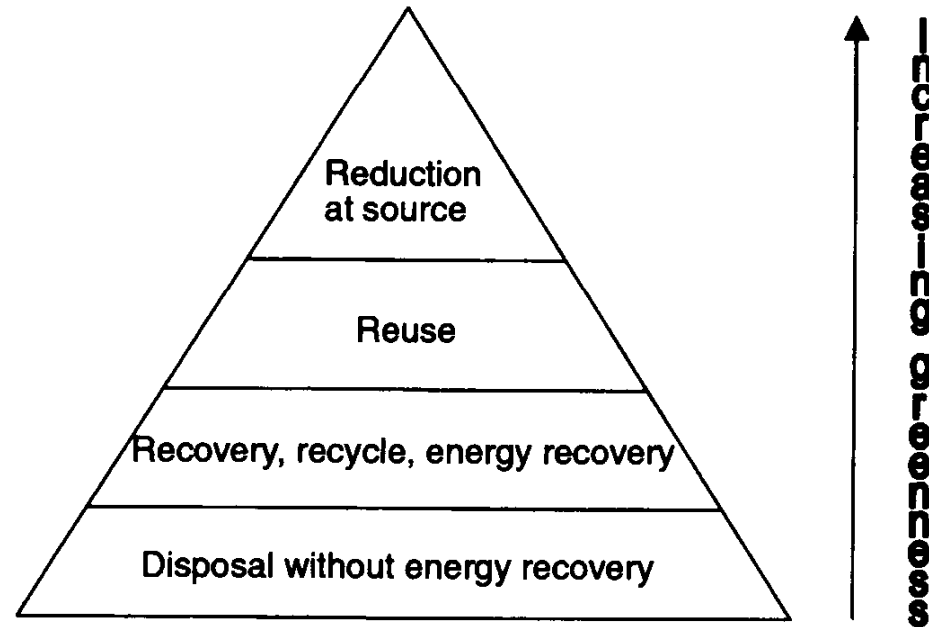 Reduction
at source
Reuse
Recovery, recycle, energy recovery
Disposal without energy recovery
Increasing greenness